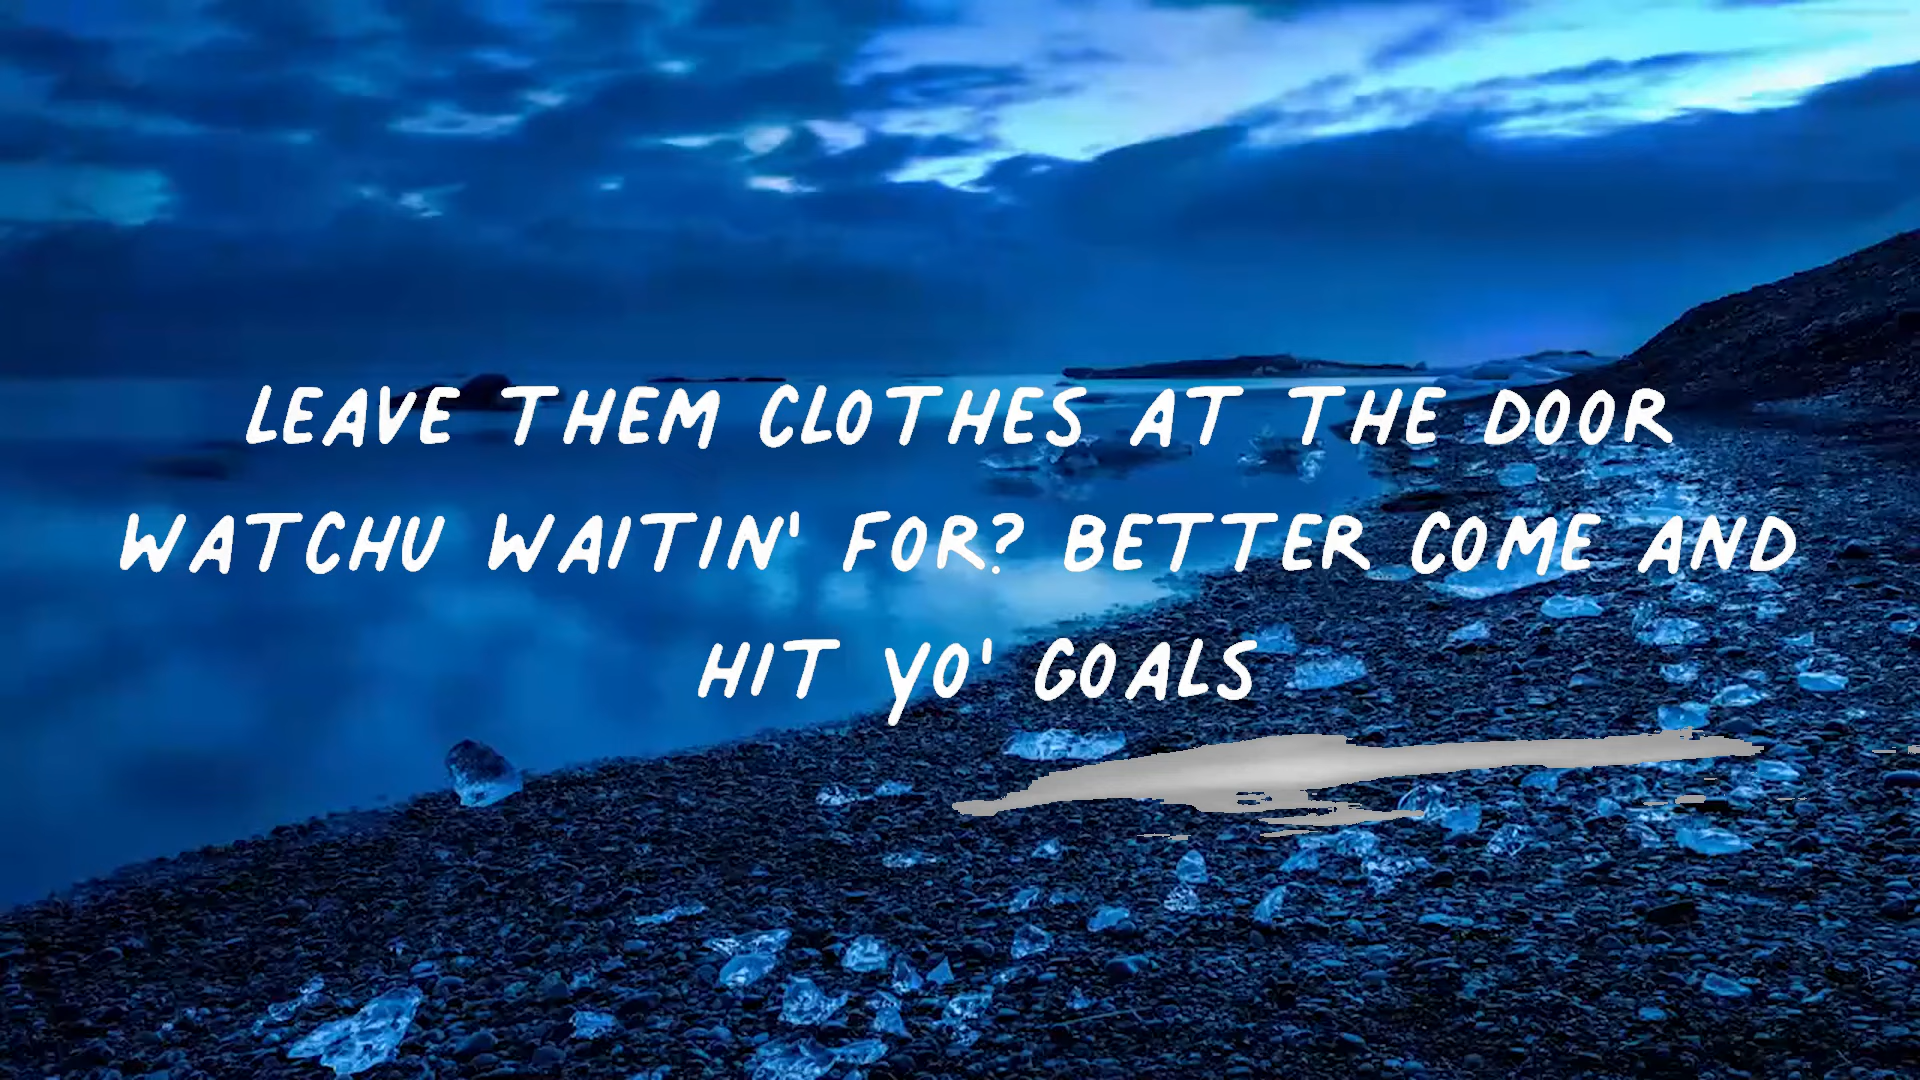 LEAVE THEM CLOTHES AT THE DOOR
WATCHU WAITIN' FOR? BETTER COME AND
HIT YO' GOALS